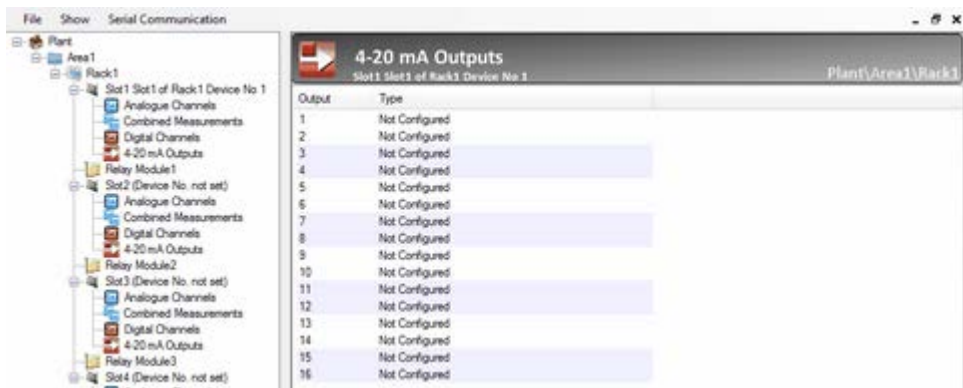 File Show Serial Communication
Plant
Area1
Rack1
Slot1 Slot1 of Rack1 Device No 1
Analogue Channels
Combined Measurements
Digital Channels
4-20 mA Outputs
Relay Module1
Slot2 (Device No. not set)
Analogue Channels
Combined Measurements
Digital Channels
4-20 mA Outputs
Relay Module2
Slot3 (Device No. not set)
Analogue Channels
Combined Measurements
Digital Channels
4-20 mA Outputs
Relay Module3
Slot4 (Device No. not set)
4-20 mA Outputs
Slot1 Slot1 of Rack1 Device No 1
Plant\Area1\Rack1
Output Type
1 Not Configured
2 Not Configured
3 Not Configured
4 Not Configured
5 Not Configured
6 Not Configured
7 Not Configured
8 Not Configured
9 Not Configured
10 Not Configured
11 Not Configured
12 Not Configured
13 Not Configured
14 Not Configured
15 Not Configured
16 Not Configured